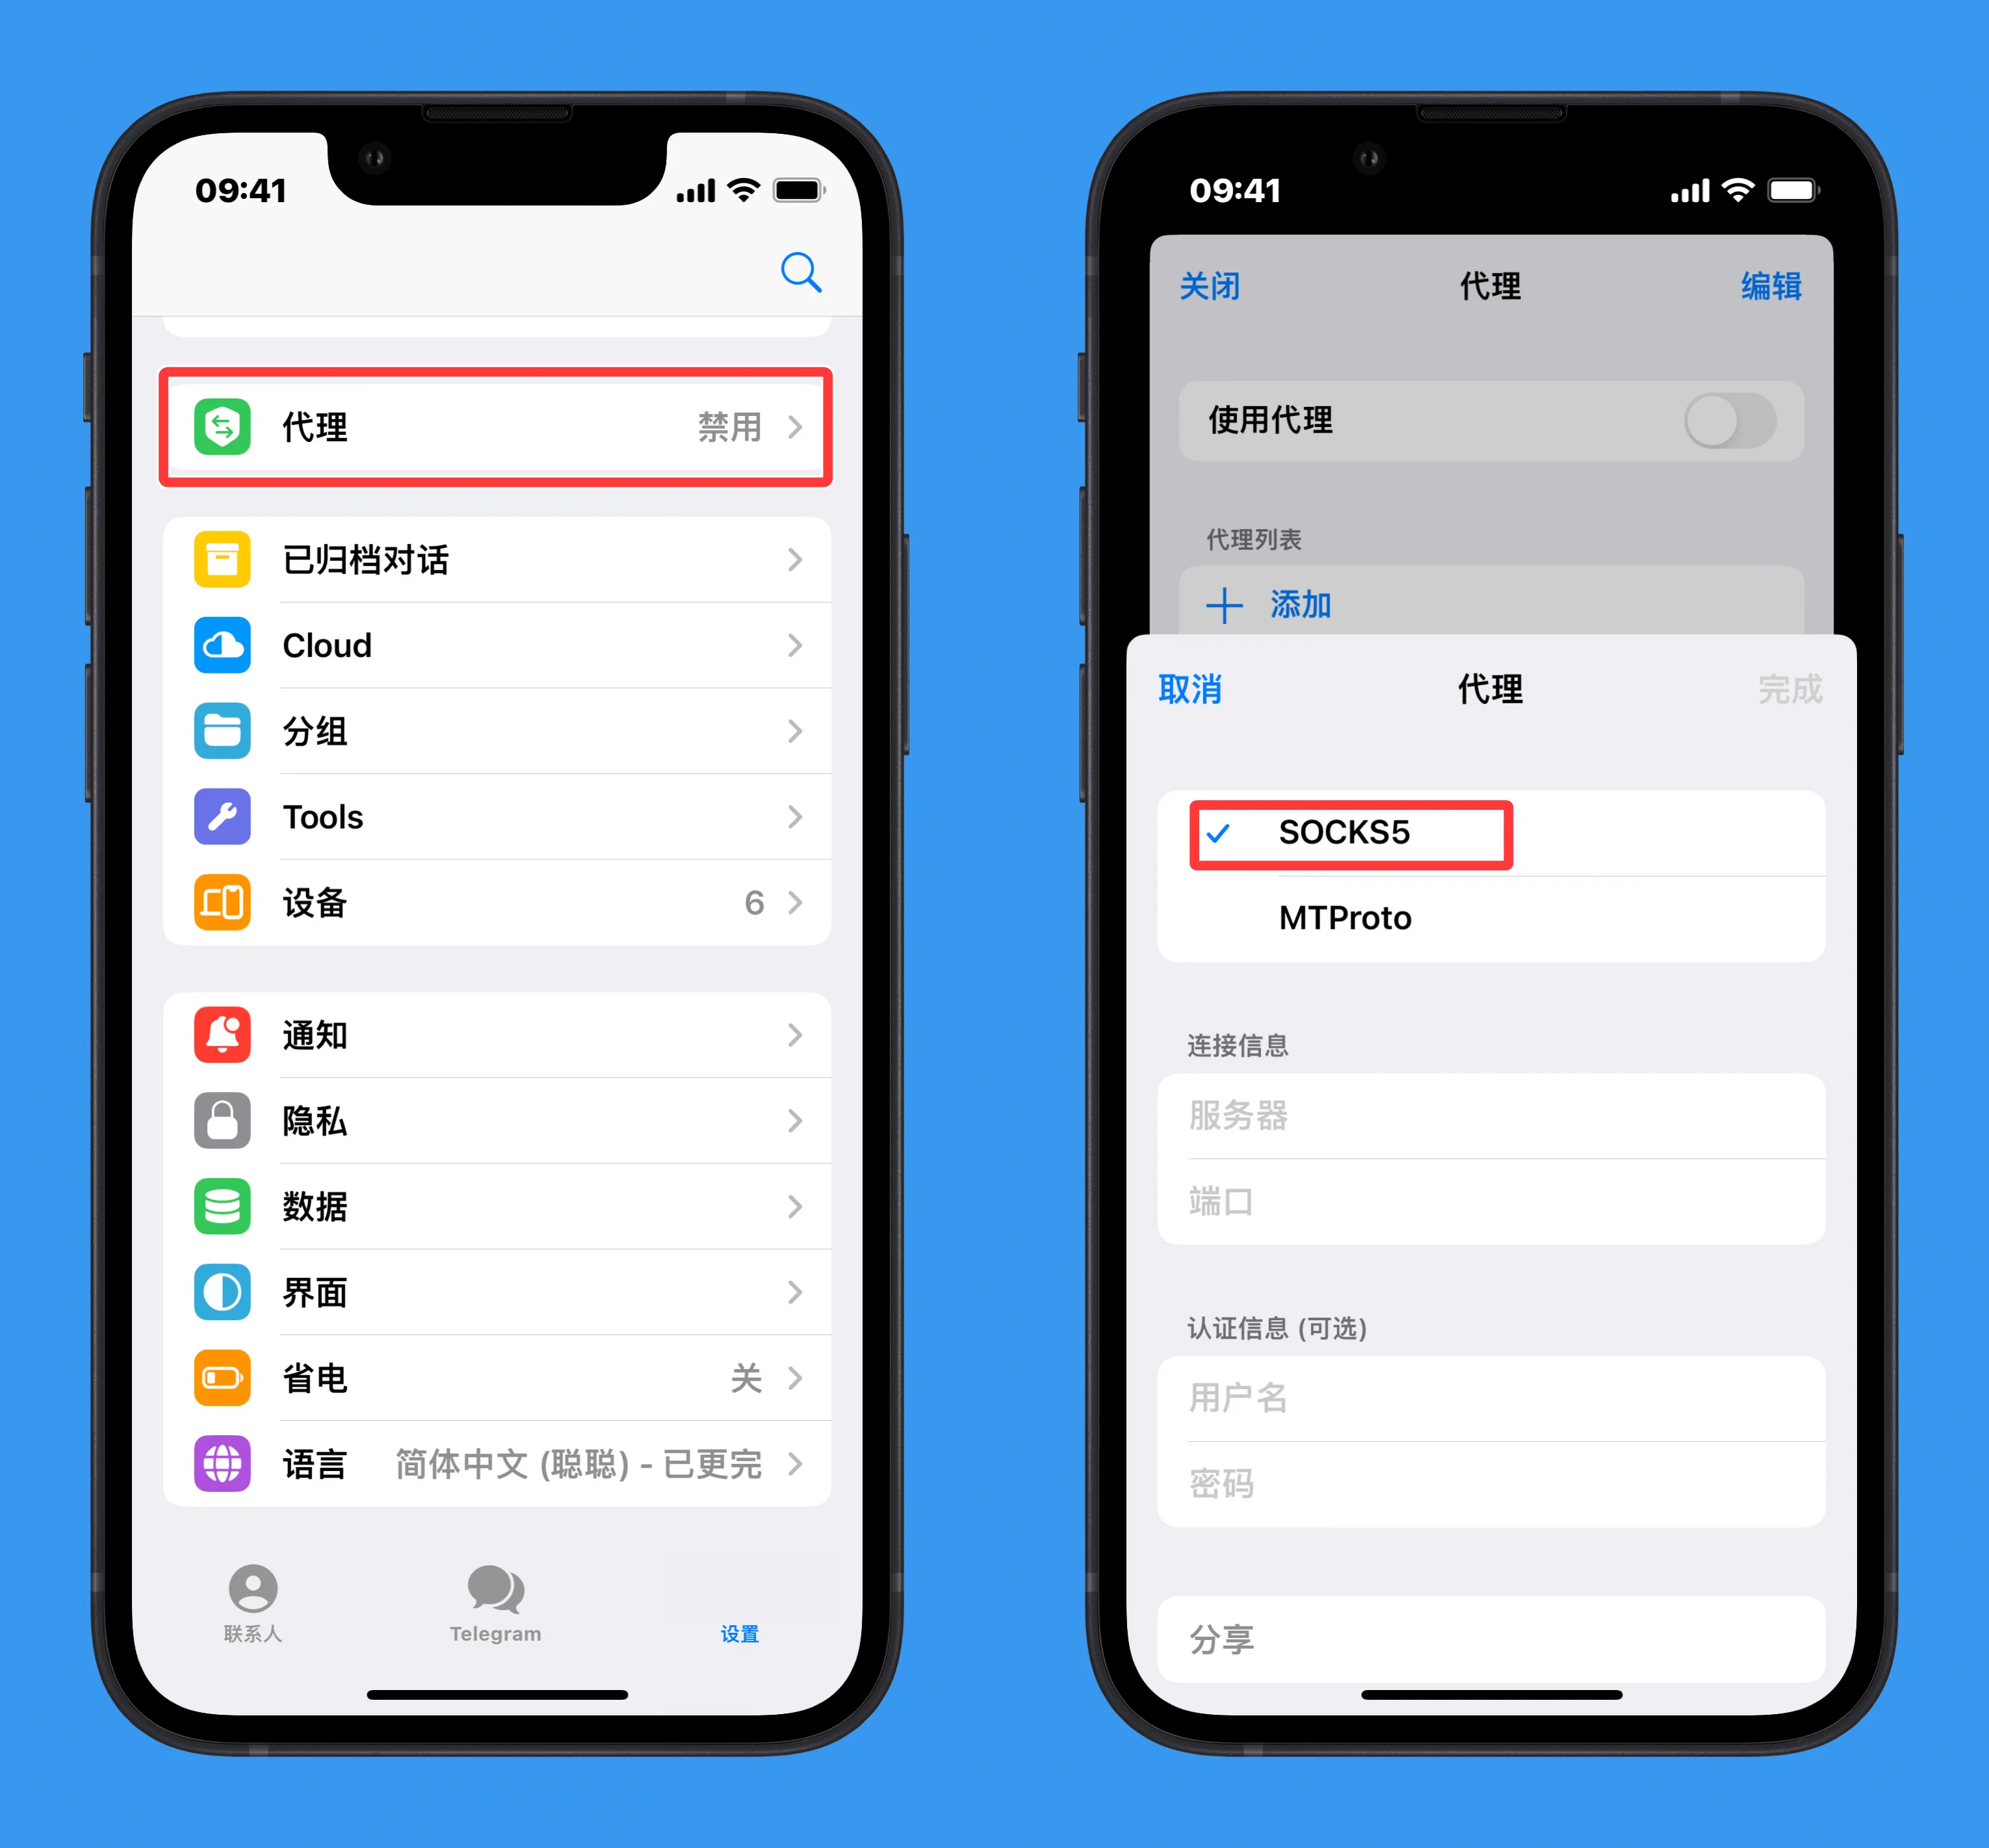 09:41
代理
禁用
已归档对话
Cloud
分组
Tools
设备
6
通知
隐私
数据
界面
省电
关
语言
简体中文 (聪聪) - 已更完
联系人
Telegram
设置
09:41
关闭
代理
编辑
使用代理
代理列表
添加
取消
代理
完成
SOCKS5
MTProto
连接信息
服务器
端口
认证信息 (可选)
用户名
密码
分享